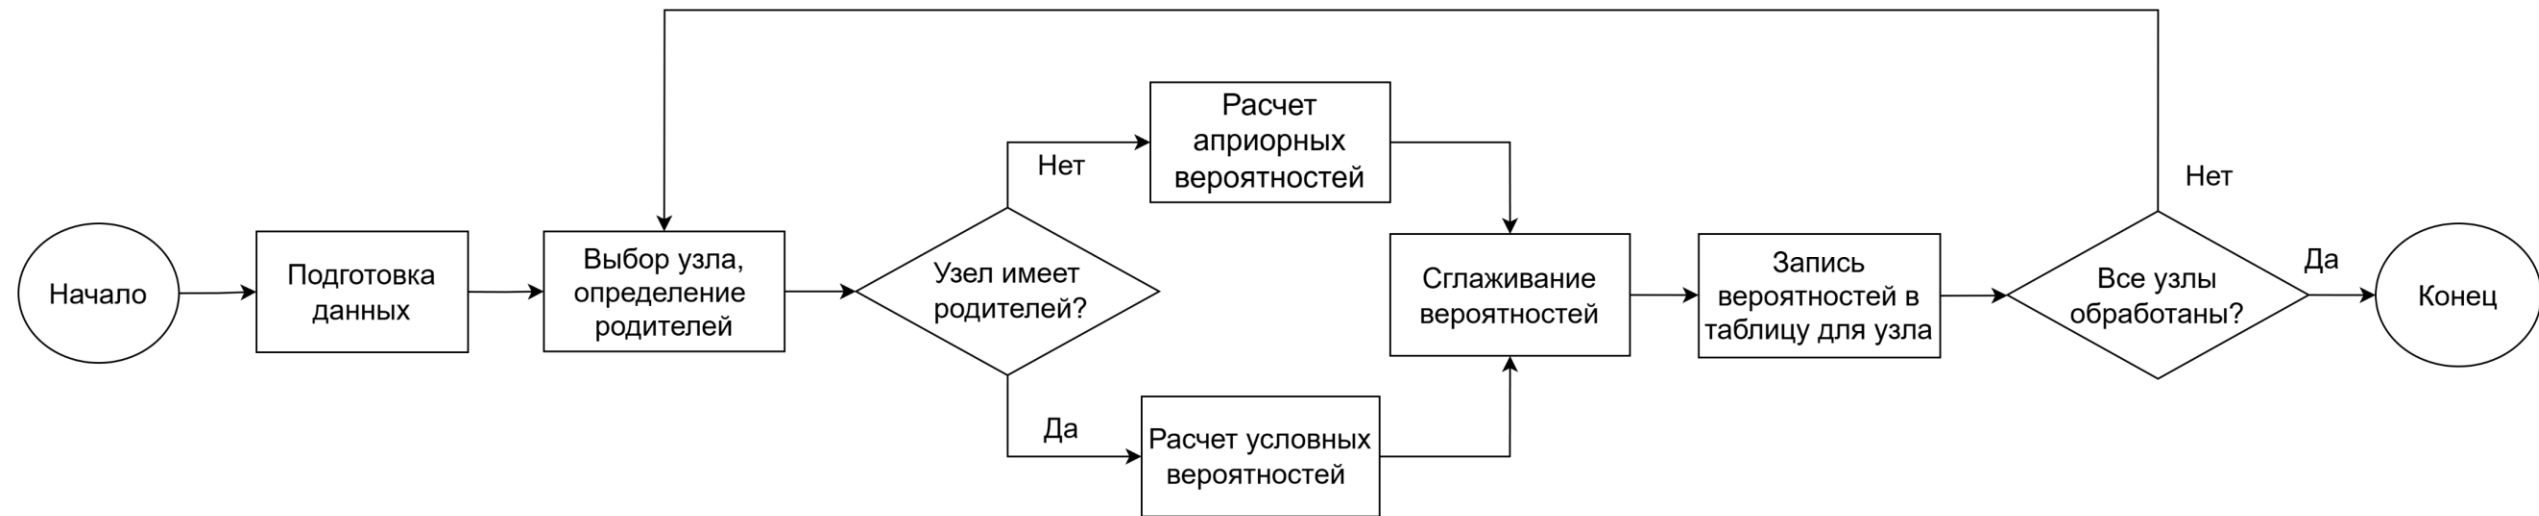 Начало
Подготовка
данных
Выбор узла,
определение
родителей
Узел имеет
родителей?
Нет
Расчет
априорных
вероятностей
Да
Расчет условных
вероятностей
Сглаживание
вероятностей
Запись
вероятностей в
таблицу для узла
Все узлы
обработаны?
Нет
Да
Конец